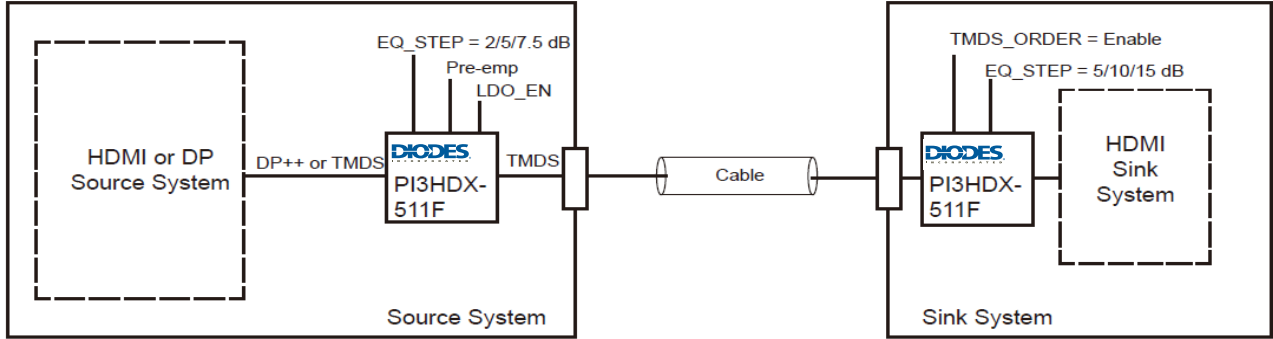 EQ_STEP = 2/5/7.5 dB
Pre-emp
LDO_EN
HDMI or DP
Source System
DP++ or TMDS
DIODES
INCORPORATED
PI3HDX-
511F
TMDS
Source System
Cable
TMDS_ORDER = Enable
EQ_STEP = 5/10/15 dB
DIODES
INCORPORATED
PI3HDX-
511F
HDMI
Sink
System
Sink System